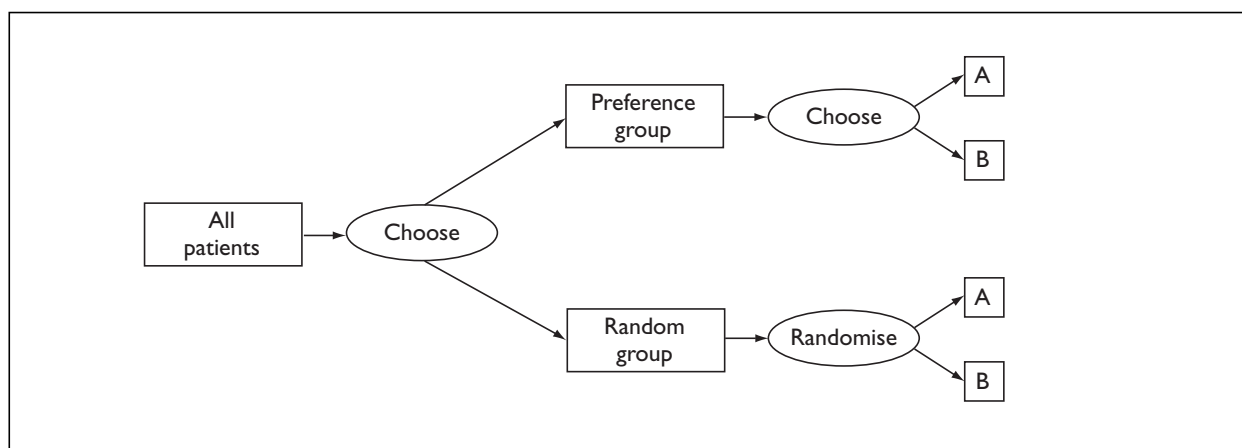 All
patients
Choose
Preference
group
Choose
A
B
Random
group
Randomise
A
B